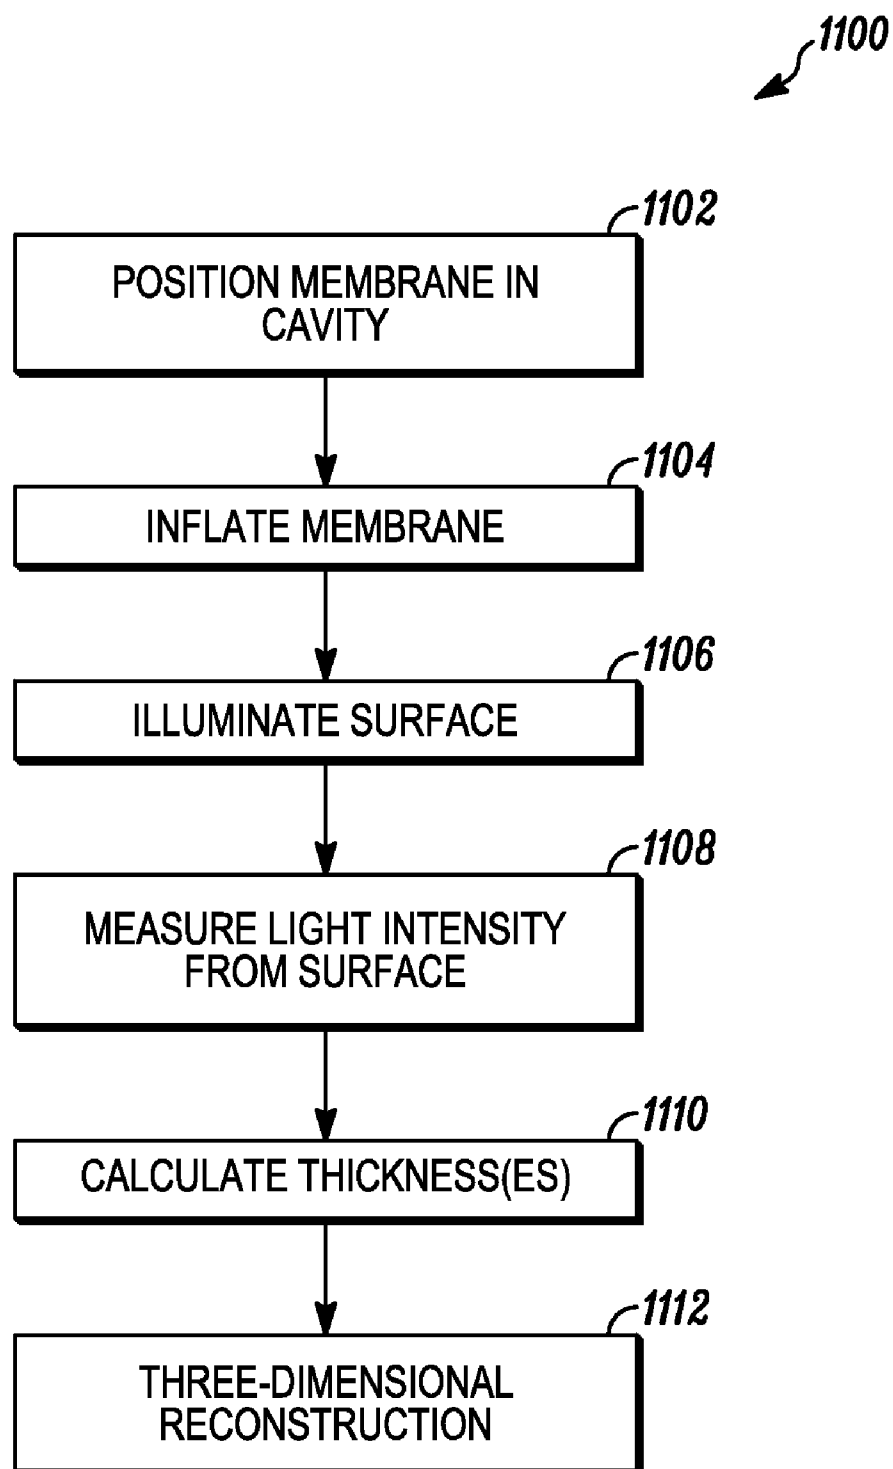 1100
1102
POSITION MEMBRANE IN
CAVITY
1104
INFLATE MEMBRANE
1106
ILLUMINATE SURFACE
1108
MEASURE LIGHT INTENSITY
FROM SURFACE
1110
CALCULATE THICKNESS(ES)
1112
THREE-DIMENSIONAL
RECONSTRUCTION